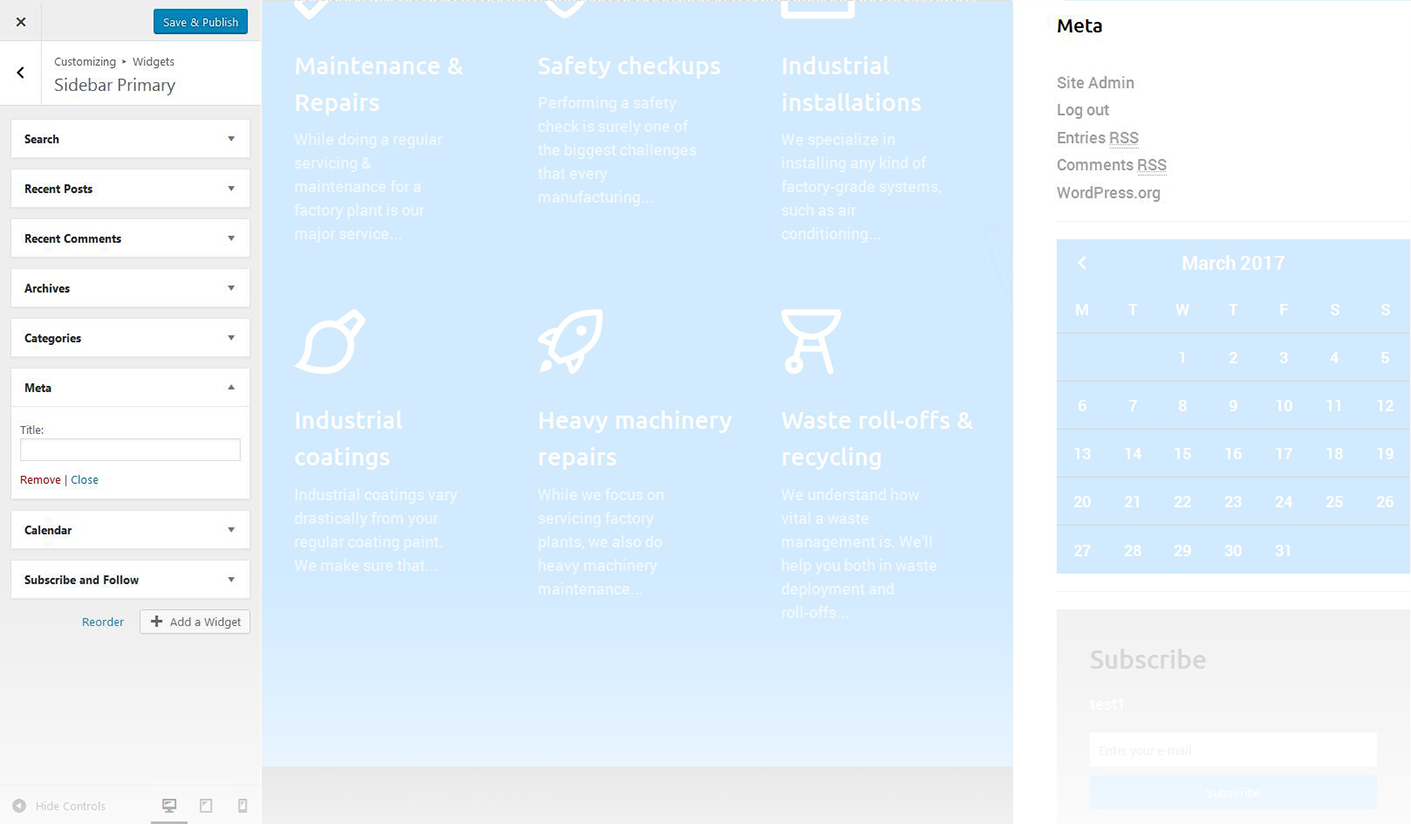 Save & Publish
Customizing ▸ Widgets
Sidebar Primary
Search
Recent Posts
Recent Comments
Archives
Categories
Meta
Title:
Remove | Close
Calendar
Subscribe and Follow
Reorder
Add a Widget
Hide Controls
Maintenance &
Repairs
While doing a regular
servicing &
maintenance for a
factory plant is our
major service...
Safety checkups
Performing a safety
check is surely one of
the biggest challenges
that every
manufacturing...
Industrial
installations
We specialize in
installing any kind of
factory-grade systems,
such as air
conditioning...
Industrial
coatings
Industrial coatings vary
drastically from your
regular coating paint.
We make sure that...
Heavy machinery
repairs
While we focus on
servicing factory
plants, we also do
heavy machinery
maintenance...
Waste roll-offs &
recycling
We understand how
vital a waste
management is. We'll
help you both in waste
deployment and
roll-offs...
Meta
Site Admin
Log out
Entries RSS
Comments RSS
WordPress.org
March 2017
M T W T F S S
1 2 3 4 5
6 7 8 9 10 11 12
13 14 15 16 17 18 19
20 21 22 23 24 25 26
27 28 29 30 31
Subscribe
test1
Enter your e-mail
Subscribe